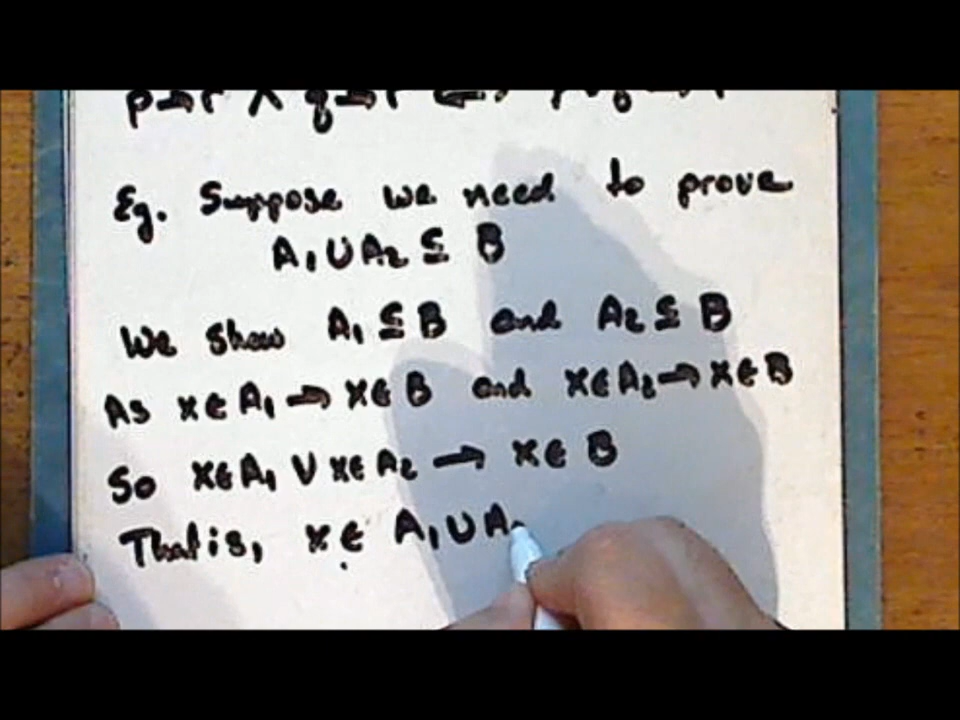 Eg. Suppose we need to prove
A₁∪A₂ ⊆ B
We show A₁ ⊆ B and A₂ ⊆ B
As x∈A₁ → x∈B and x∈A₂ → x∈B
So x∈A₁ ∨ x∈A₂ → x∈B
That is, x∈ A₁∪A